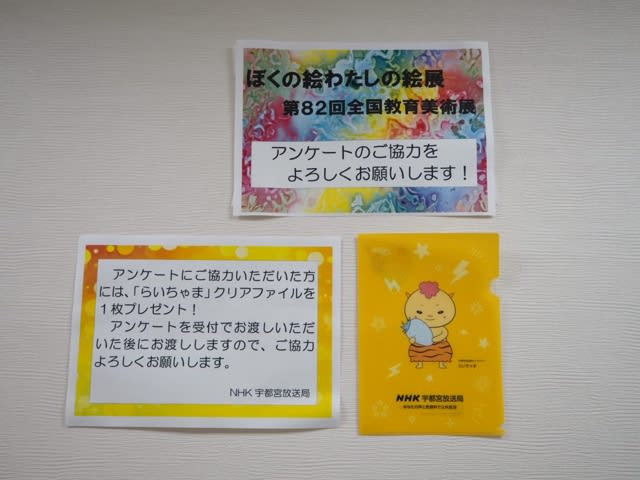 ぼくの絵わたしの絵展
第82回全国教育美術展
アンケートのご協力を
よろしくお願いします!
アンケートにご協力いただいた方
には、「らいちゃま」クリアファイルを
1枚プレゼント!
アンケートを受付でお渡しいただ
いた後にお渡ししますので、ご協力
よろしくお願いします。
NHK 宇都宮放送局
らいちゃま
NHK 宇都宮放送局